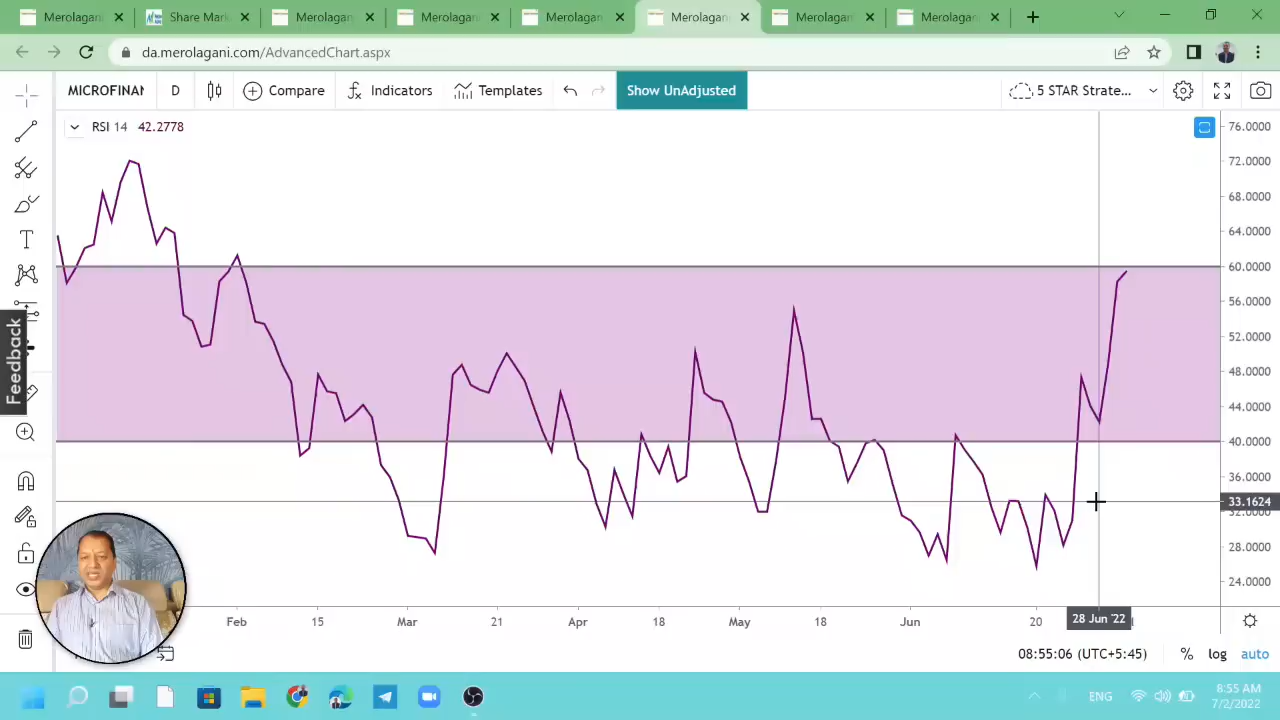 Merolagani
Share Mark
Merolagani
Merolagani
Merolagani
Merolagani
Merolagani
Merolagani
da.merolagani.com/AdvancedChart.aspx
MICROFINAN
D
Compare
Indicators
Templates
Show UnAdjusted
5 STAR Strate...
RSI 14 42.2778
76.0000
72.0000
68.0000
64.0000
60.0000
56.0000
52.0000
48.0000
44.0000
40.0000
36.0000
33.1624
32.0000
28.0000
24.0000
Feedback
Feb
15
Mar
21
Apr
18
May
18
Jun
20
28 Jun '22
08:55:06 (UTC+5:45)
%
log
auto
ENG
8:55 AM
7/2/2022